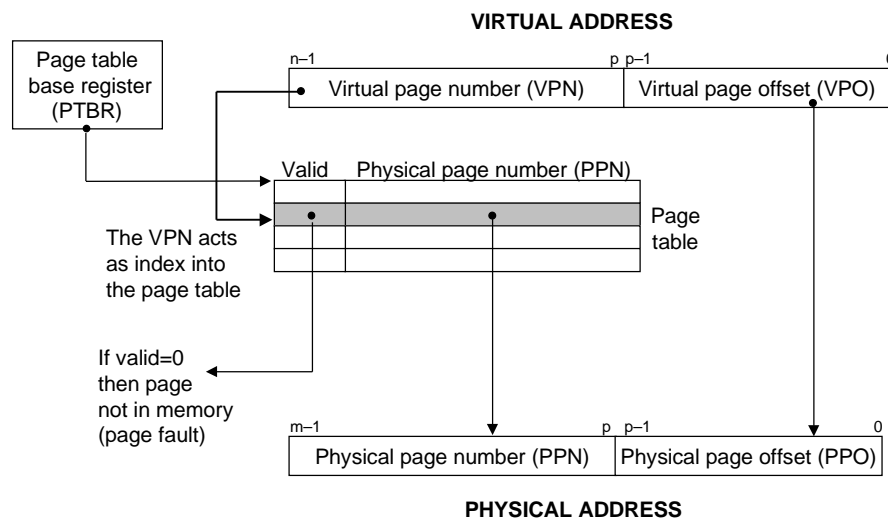 VIRTUAL ADDRESS
Page table
base register
(PTBR)
n–1
p p–1
Virtual page number (VPN)
Virtual page offset (VPO)
Valid
Physical page number (PPN)
Page
table
The VPN acts
as index into
the page table
If valid=0
then page
not in memory
(page fault)
m–1
p p–1
0
Physical page number (PPN)
Physical page offset (PPO)
PHYSICAL ADDRESS